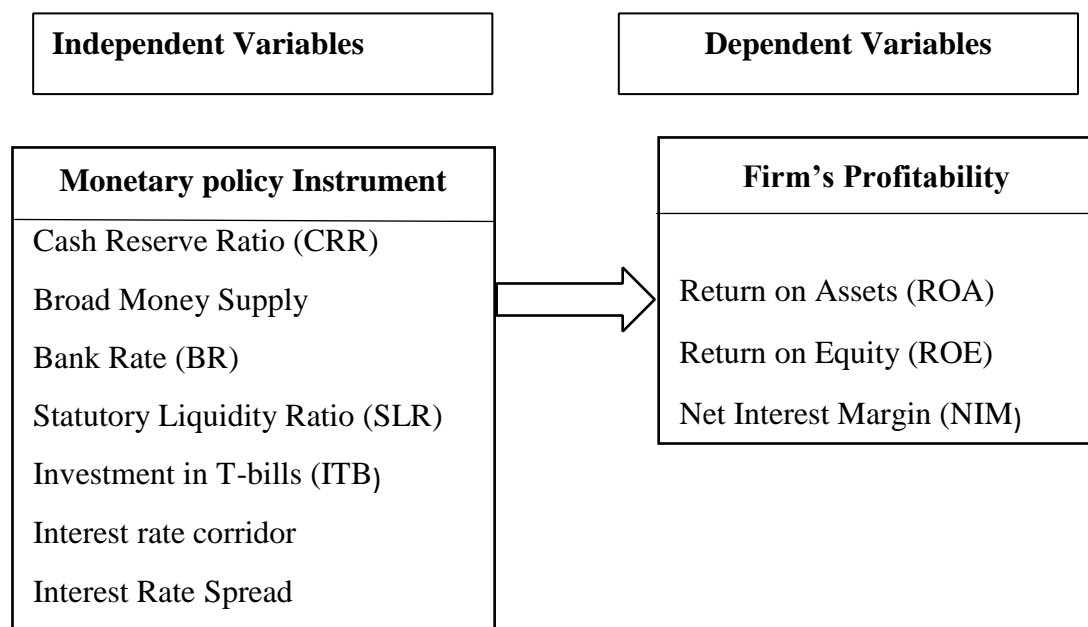 Independent Variables
Dependent Variables
Monetary policy Instrument
Cash Reserve Ratio (CRR)
Broad Money Supply
Bank Rate (BR)
Statutory Liquidity Ratio (SLR)
Investment in T-bills (ITB)
Interest rate corridor
Interest Rate Spread
Firm’s Profitability
Return on Assets (ROA)
Return on Equity (ROE)
Net Interest Margin (NIM)